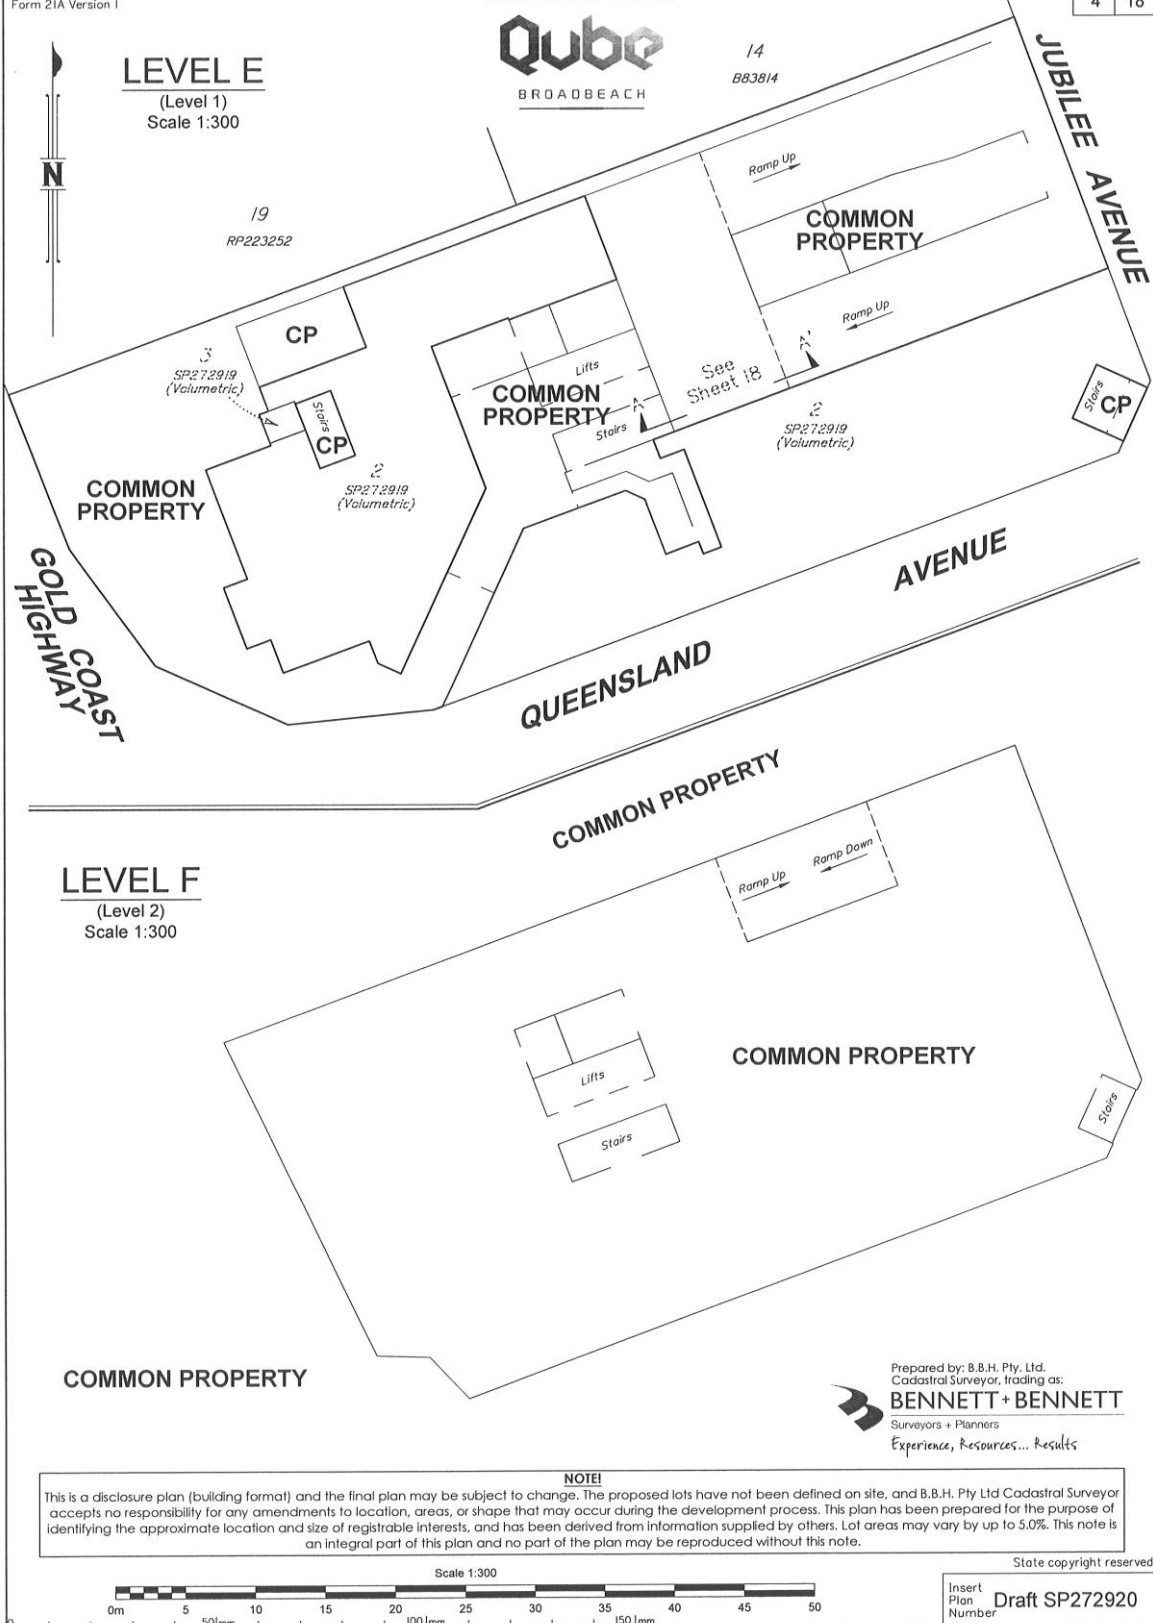 Form 21A Version 1
4 18
LEVEL E
(Level 1)
Scale 1:300
Qube
BROADBEACH
14
B83814
JUBILEE AVENUE
N
19
RP223252
Ramp Up
COMMON
PROPERTY
Ramp Up
CP
3
SP272919
(Volumetric)
A
Stairs
CP
2
SP272919
(Volumetric)
COMMON
PROPERTY
Lifts
COMMON
PROPERTY
Stairs
A
A'
See
Sheet 18
2
SP272919
(Volumetric)
Stairs
CP
GOLD COAST
HIGHWAY
QUEENSLAND AVENUE
LEVEL F
(Level 2)
Scale 1:300
COMMON PROPERTY
Ramp Up
Ramp Down
Lifts
Stairs
COMMON PROPERTY
Stairs
COMMON PROPERTY
Prepared by: B.B.H. Pty. Ltd.
Cadastral Surveyor, trading as:
BENNETT + BENNETT
Surveyors + Planners
Experience, Resources... Results
NOTE!
This is a disclosure plan (building format) and the final plan may be subject to change. The proposed lots have not been defined on site, and B.B.H. Pty Ltd Cadastral Surveyor
accepts no responsibility for any amendments to location, areas, or shape that may occur during the development process. This plan has been prepared for the purpose of
identifying the approximate location and size of registrable interests, and has been derived from information supplied by others. Lot areas may vary by up to 5.0%. This note is
an integral part of this plan and no part of the plan may be reproduced without this note.
State copyright reserved
Scale 1:300
0m 5 10 15 20 25 30 35 40 45 50
50mm 100mm 150mm
Insert
Plan
Number
Draft SP272920